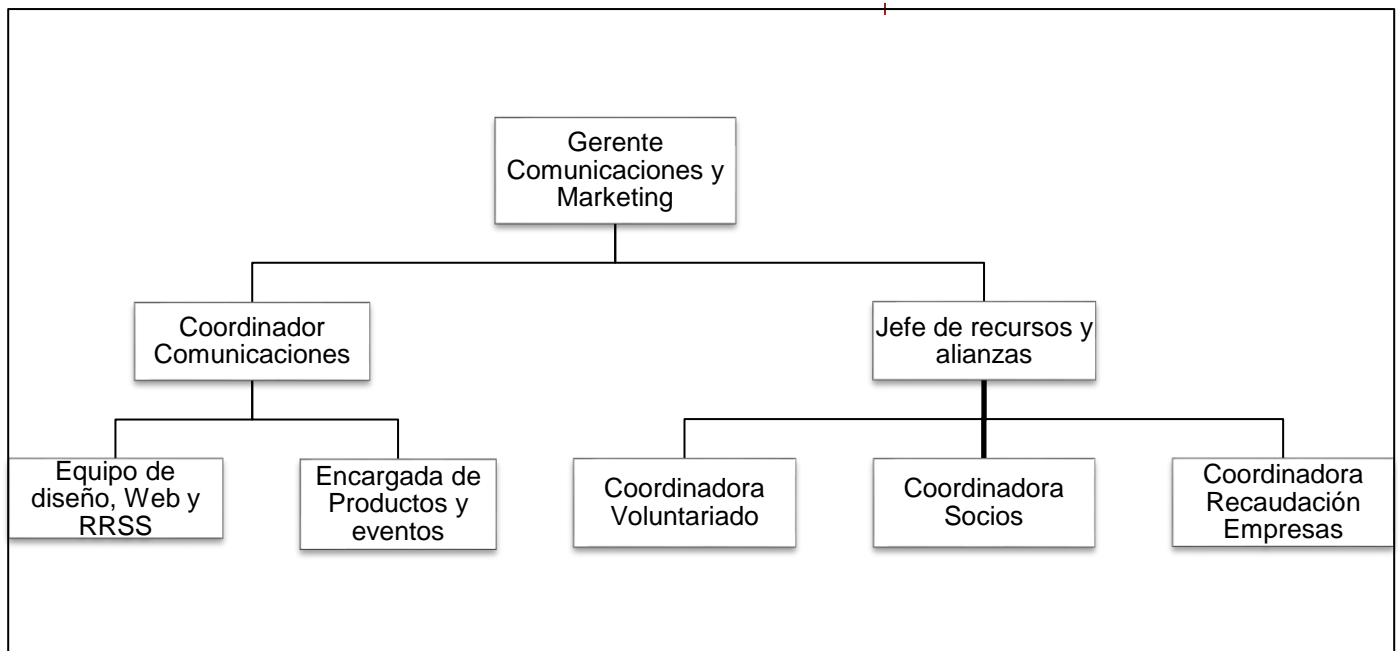 Gerente
Comunicaciones y
Marketing
Coordinador
Comunicaciones
Jefe de recursos y
alianzas
Equipo de
diseño, Web y
RRSS
Encargada de
Productos y
eventos
Coordinadora
Voluntariado
Coordinadora
Socios
Coordinadora
Recaudación
Empresas